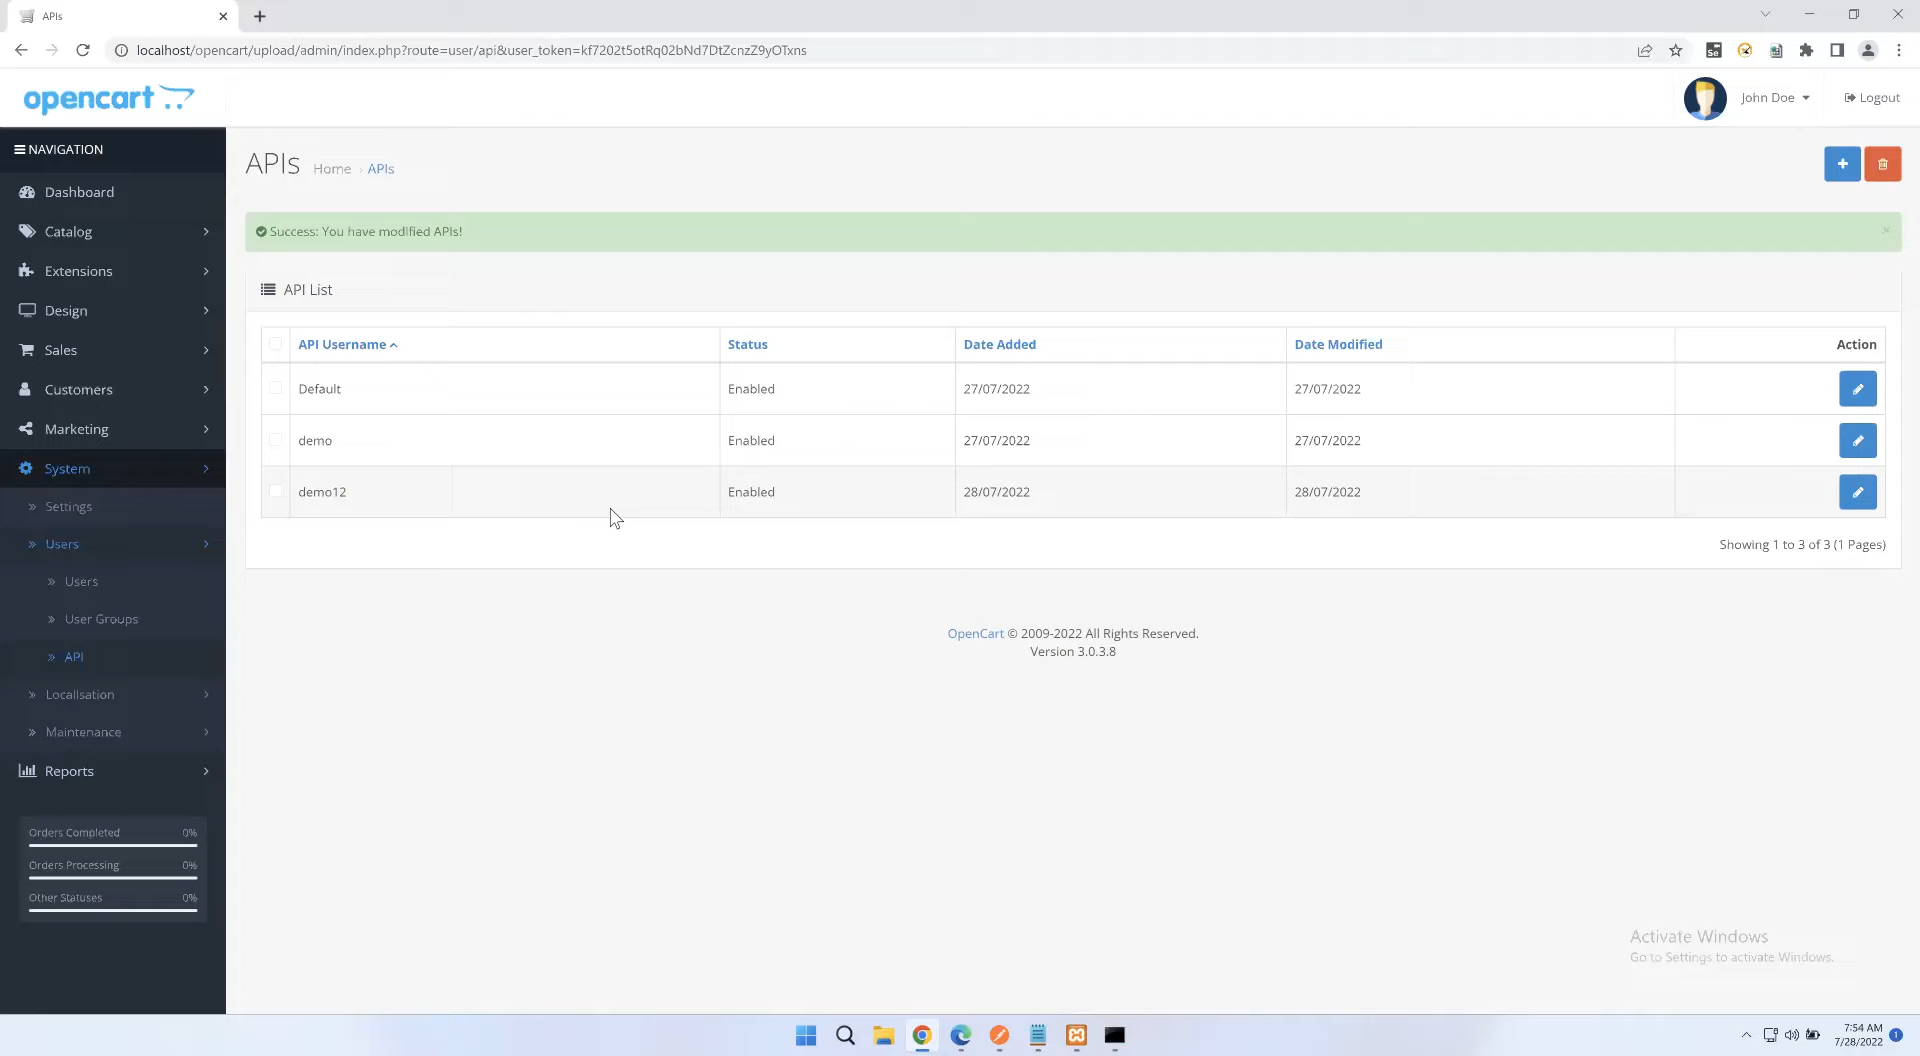 APIs
localhost/opencart/upload/admin/index.php?route=user/api&user_token=kf7202t5otRq02bNd7DtZcnzZ9yOTxns
Se
opencart
John Doe
Logout
NAVIGATION
Dashboard
Catalog
Extensions
Design
Sales
Customers
Marketing
System
Settings
Users
Users
User Groups
API
Localisation
Maintenance
Reports
Orders Completed 0%
Orders Processing 0%
Other Statuses 0%
APIs Home › APIs
Success: You have modified APIs!
API List
API Username Status Date Added Date Modified Action
Default Enabled 27/07/2022 27/07/2022
demo Enabled 27/07/2022 27/07/2022
demo12 Enabled 28/07/2022 28/07/2022
Showing 1 to 3 of 3 (1 Pages)
OpenCart © 2009-2022 All Rights Reserved.
Version 3.0.3.8
Activate Windows
Go to Settings to activate Windows.
7:54 AM
7/28/2022
1